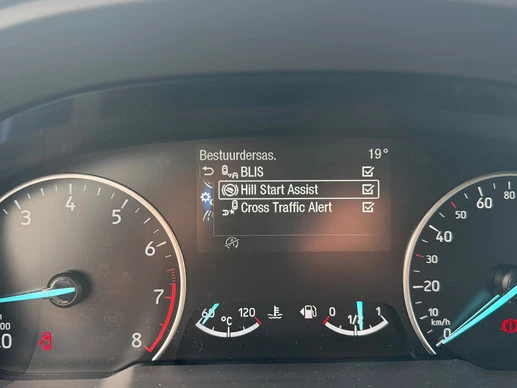 Bestuurdersas. 19°
BLIS
Hill Start Assist
Cross Traffic Alert
3 4 5 6 7 8
60 120
°C
0 1/2 1
50 30 20 10 0
40 20
km/h